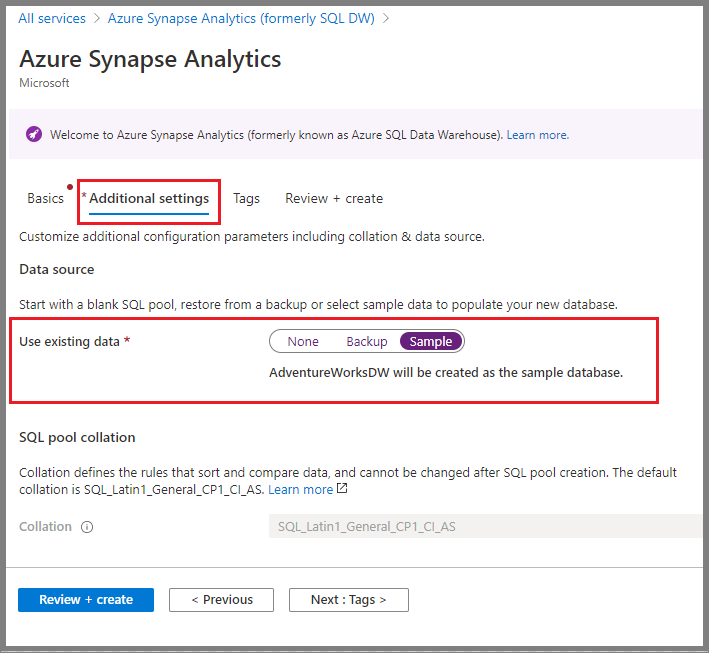 All services > Azure Synapse Analytics (formerly SQL DW) >
Azure Synapse Analytics
Microsoft
Welcome to Azure Synapse Analytics (formerly known as Azure SQL Data Warehouse). Learn more.
Basics * Additional settings Tags Review + create
Customize additional configuration parameters including collation & data source.
Data source
Start with a blank SQL pool, restore from a backup or select sample data to populate your new database.
Use existing data * None Backup Sample
AdventureWorksDW will be created as the sample database.
SQL pool collation
Collation defines the rules that sort and compare data, and cannot be changed after SQL pool creation. The default
collation is SQL_Latin1_General_CP1_CI_AS. Learn more
Collation SQL_Latin1_General_CP1_CI_AS
Review + create < Previous Next : Tags >